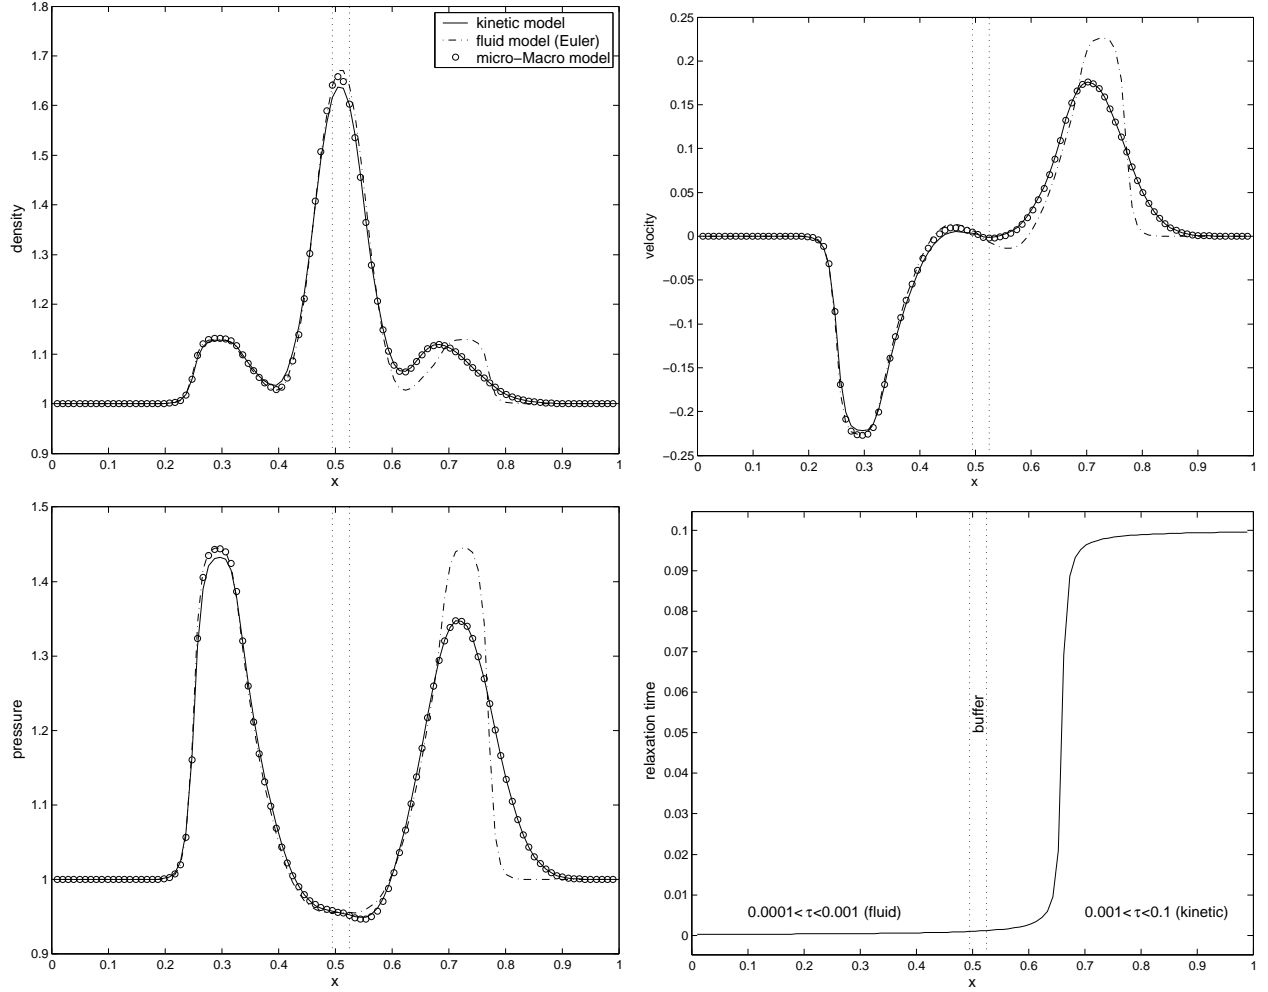 1.8
1.7
1.6
1.5
1.4
1.3
1.2
1.1
1
0.9
density
kinetic model
fluid model (Euler)
micro−Macro model
0 0.1 0.2 0.3 0.4 0.5 0.6 0.7 0.8 0.9 1
x
0.25
0.2
0.15
0.1
0.05
0
−0.05
−0.1
−0.15
−0.2
−0.25
velocity
0 0.1 0.2 0.3 0.4 0.5 0.6 0.7 0.8 0.9 1
x
1.5
1.4
1.3
1.2
1.1
1
0.9
pressure
0 0.1 0.2 0.3 0.4 0.5 0.6 0.7 0.8 0.9 1
x
0.1
0.09
0.08
0.07
0.06
0.05
0.04
0.03
0.02
0.01
0
relaxation time
buffer
0.0001< τ<0.001 (fluid)
0.001< τ<0.1 (kinetic)
0 0.1 0.2 0.3 0.4 0.5 0.6 0.7 0.8 0.9 1
x